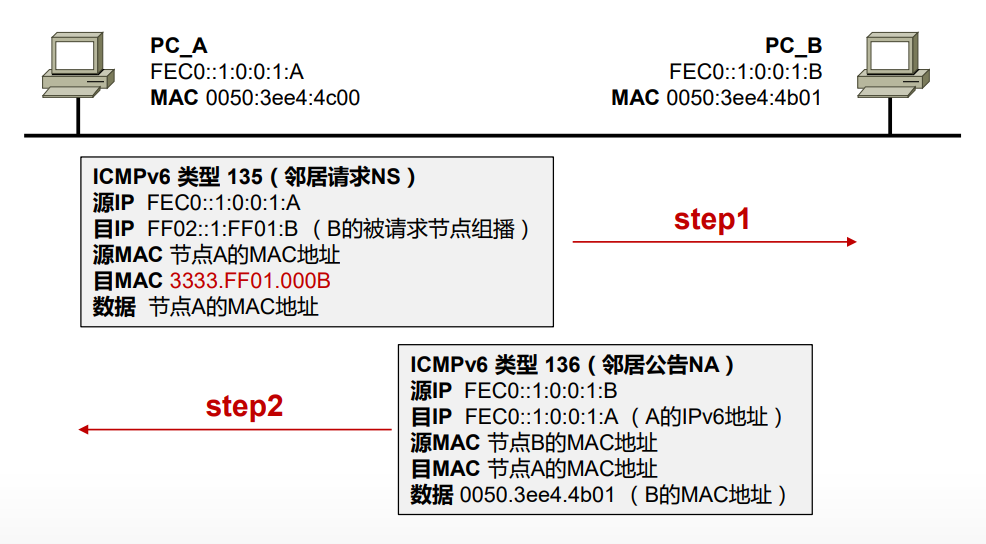 PC_A
FEC0::1:0:0:1:A
MAC 0050:3ee4:4c00
PC_B
FEC0::1:0:0:1:B
MAC 0050:3ee4:4b01
ICMPv6 类型 135（邻居请求NS）
源IP FEC0::1:0:0:1:A
目IP FF02::1:FF01:B （B的被请求节点组播）
源MAC 节点A的MAC地址
目MAC 3333.FF01.000B
数据 节点A的MAC地址
step1
ICMPv6 类型 136（邻居公告NA）
源IP FEC0::1:0:0:1:B
目IP FEC0::1:0:0:1:A （A的IPv6地址）
源MAC 节点B的MAC地址
目MAC 节点A的MAC地址
数据 0050.3ee4.4b01 （B的MAC地址）
step2